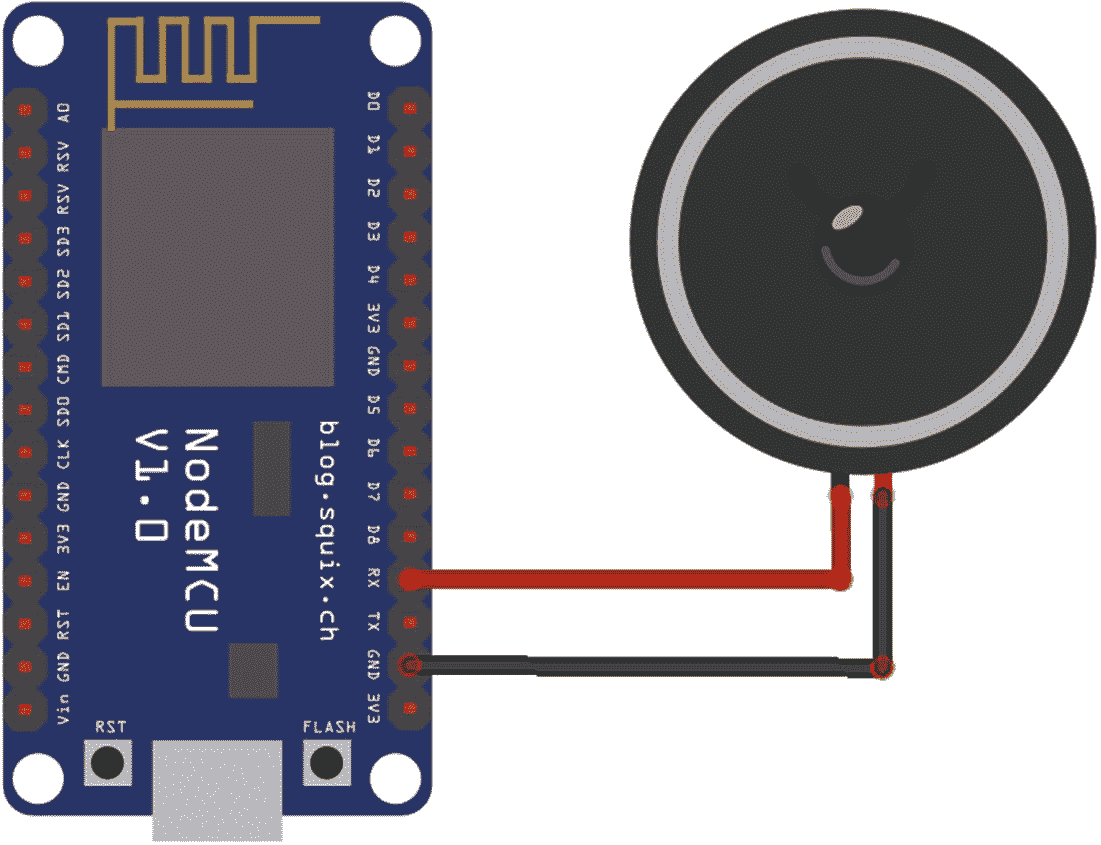 A0
RSV
RSV
SD3
SD2
SD1
CMD
SD0
CLK
GND
3V3
EN
RST
GND
Vin
D0
D1
D2
D3
D4
3V3
GND
D5
D6
D7
D8
RX
TX
GND
3V3
NodeMCU
V1.0
blog.squix.ch
RST
FLASH